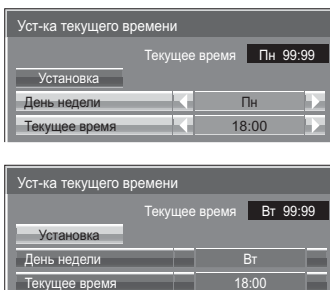 Уст-ка текущего времени
Текущее время Пн 99:99
Установка
День недели Пн
Текущее время 18:00
Уст-ка текущего времени
Текущее время Вт 99:99
Установка
День недели Вт
Текущее время 18:00